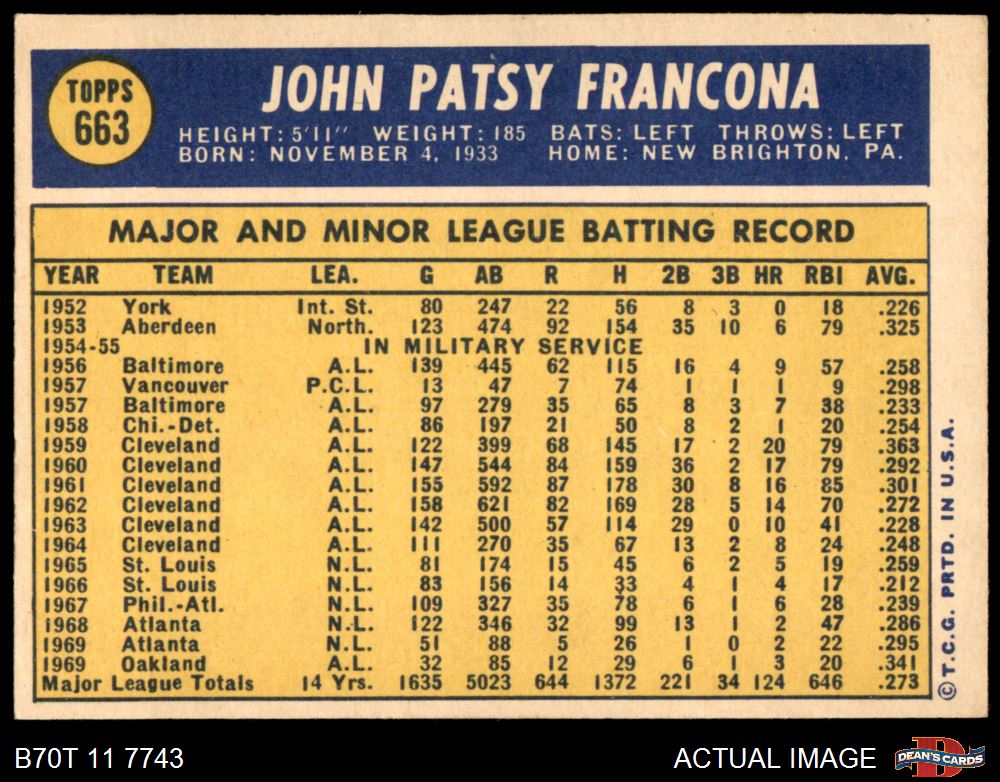 TOPPS
663
JOHN PATSY FRANCONA
HEIGHT: 5'11" WEIGHT: 185 BATS: LEFT THROWS: LEFT
BORN: NOVEMBER 4, 1933 HOME: NEW BRIGHTON, PA.
MAJOR AND MINOR LEAGUE BATTING RECORD
YEAR TEAM LEA. G AB R H 2B 3B HR RBI AVG.
1952 York Int. St. 80 247 22 56 8 3 0 18 .226
1953 Aberdeen North. 123 474 92 154 35 10 6 79 .325
1954-55 IN MILITARY SERVICE
1956 Baltimore A.L. 139 445 62 115 16 4 9 57 .258
1957 Vancouver P.C.L. 13 47 7 74 1 1 1 9 .298
1957 Baltimore A.L. 97 279 35 65 8 3 7 38 .233
1958 Chi.-Det. A.L. 86 197 21 50 8 2 1 20 .254
1959 Cleveland A.L. 122 399 68 145 17 2 20 79 .363
1960 Cleveland A.L. 147 544 84 159 36 2 17 79 .292
1961 Cleveland A.L. 155 592 87 178 30 8 16 85 .301
1962 Cleveland A.L. 158 621 82 169 28 5 14 70 .272
1963 Cleveland A.L. 142 500 57 114 29 0 10 41 .228
1964 Cleveland A.L. 111 270 35 67 13 2 8 24 .248
1965 St. Louis N.L. 81 174 15 45 6 2 5 19 .259
1966 St. Louis N.L. 83 156 14 33 4 1 4 17 .212
1967 Phil.-Atl. N.L. 109 327 35 78 6 1 6 28 .239
1968 Atlanta N.L. 122 346 32 99 13 1 2 47 .286
1969 Atlanta N.L. 51 88 5 26 1 0 2 22 .295
1969 Oakland A.L. 32 85 12 29 6 1 3 20 .341
Major League Totals 14 Yrs. 1635 5023 644 1372 221 34 124 646 .273
©T.C.G. PRTD. IN U.S.A.
B70T 11 7743
ACTUAL IMAGE
D
DEAN'S CARDS